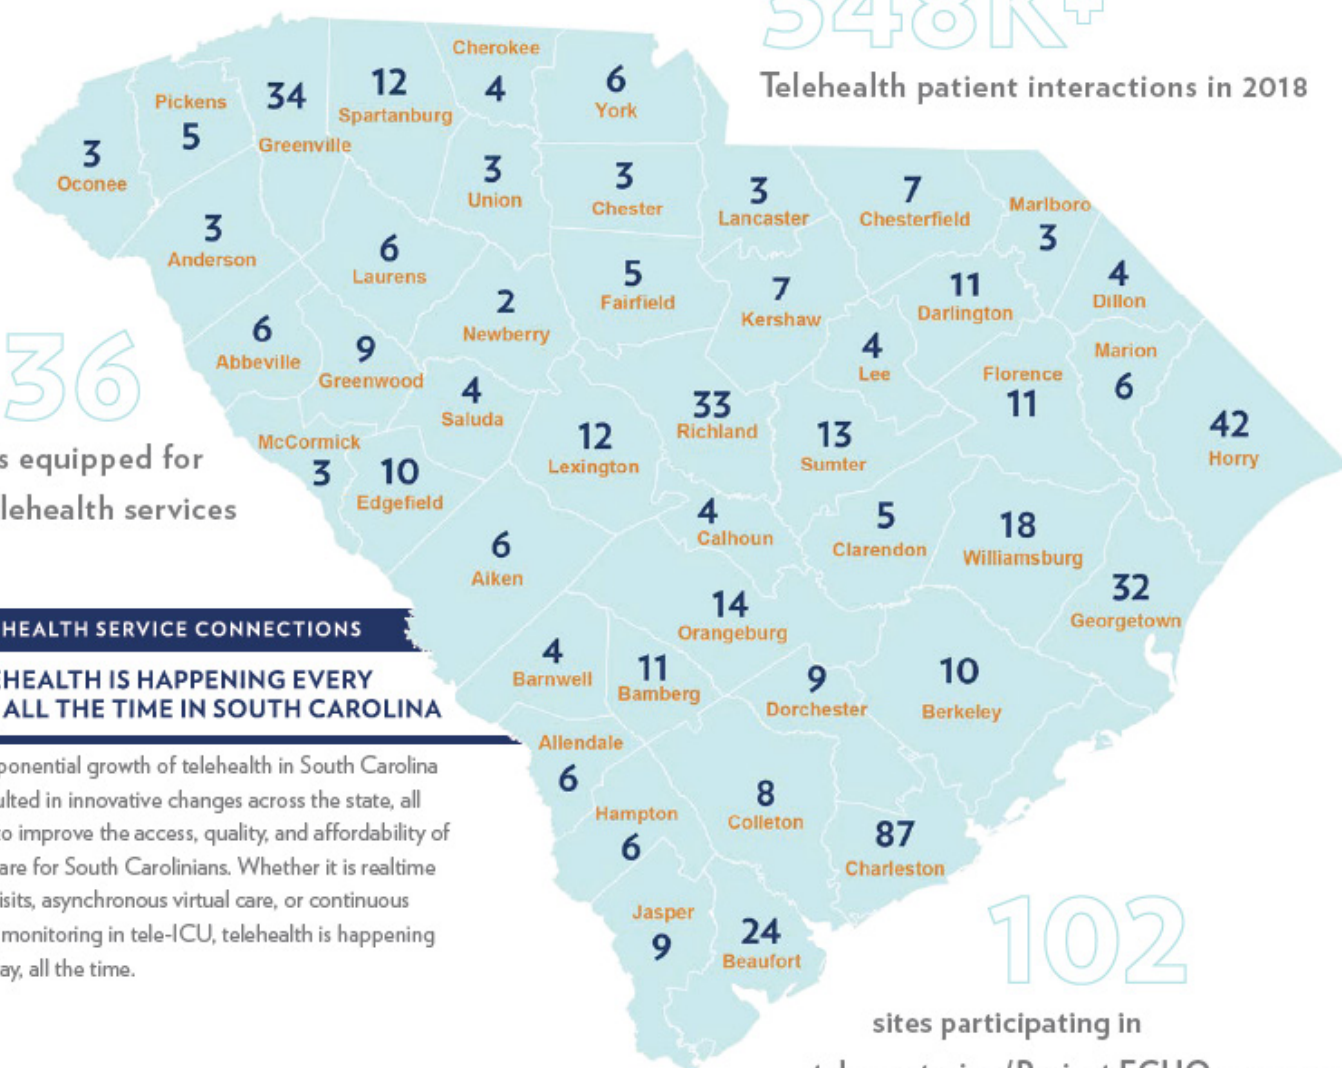 348K+
Telehealth patient interactions in 2018
Cherokee
4
6
York
12
Spartanburg
34
Greenville
Pickens
5
3
Oconee
3
Union
3
Chester
3
Lancaster
7
Chesterfield
Marlboro
3
3
Anderson
6
Laurens
2
Newberry
5
Fairfield
7
Kershaw
11
Darlington
4
Dillon
6
Abbeville
9
Greenwood
4
Saluda
4
Lee
Florence
11
Marion
6
42
Horry
36
equipped for
services
McCormick
3
10
Edgefield
12
Lexington
33
Richland
13
Sumter
6
Aiken
4
Calhoun
5
Clarendon
18
Williamsburg
32
Georgetown
14
Orangeburg
4
Barnwell
11
Bamberg
9
Dorchester
10
Berkeley
HEALTH SERVICE CONNECTIONS
EHEALTH IS HAPPENING EVERY
ALL THE TIME IN SOUTH CAROLINA
ponential growth of telehealth in South Carolina
ulted in innovative changes across the state, all
to improve the access, quality, and affordability of
are for South Carolinians. Whether it is realtime
isits, asynchronous virtual care, or continuous
monitoring in tele-ICU, telehealth is happening
ay, all the time.
Allendale
6
Hampton
6
8
Colleton
87
Charleston
Jasper
9
24
Beaufort
102
sites participating in